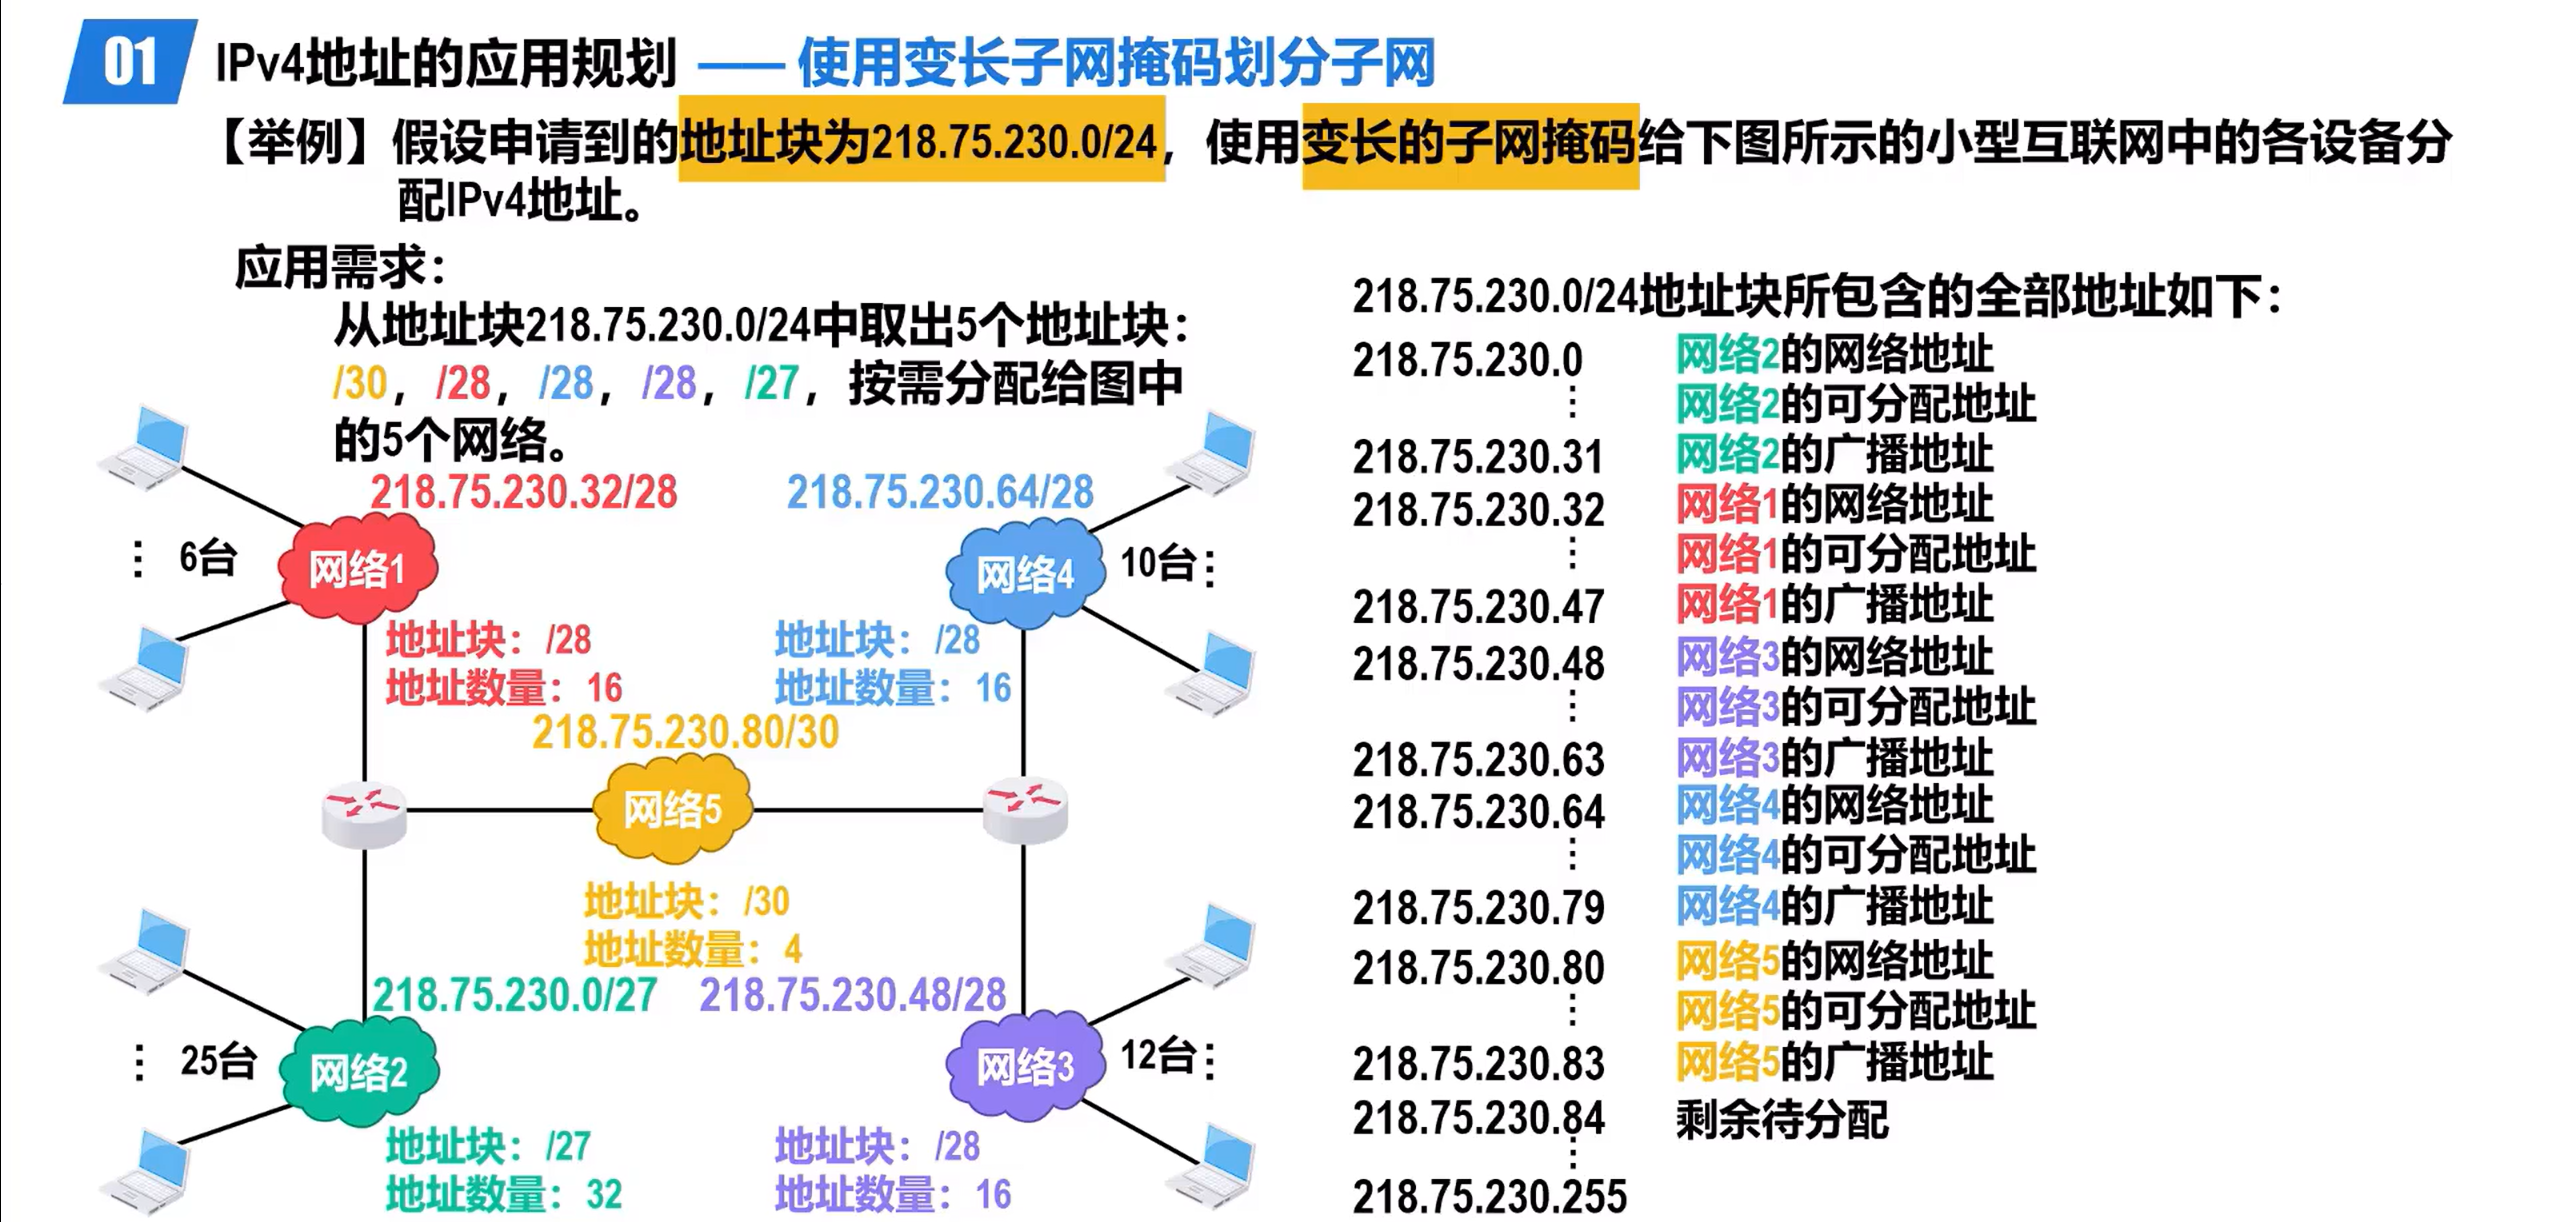 01
IPv4地址的应用规划 —— 使用变长子网掩码划分子网
【举例】假设申请到的地址块为218.75.230.0/24，使用变长的子网掩码给下图所示的小型互联网中的各设备分
配IPv4地址。
应用需求：
从地址块218.75.230.0/24中取出5个地址块：
/30，/28，/28，/28，/27，按需分配给图中
的5个网络。
218.75.230.32/28
218.75.230.64/28
网络1
6台
网络4
10台
地址块：/28
地址数量：16
地址块：/28
地址数量：16
218.75.230.80/30
网络5
地址块：/30
地址数量：4
218.75.230.0/27
218.75.230.48/28
网络2
25台
网络3
12台
地址块：/27
地址数量：32
地址块：/28
地址数量：16
218.75.230.0/24地址块所包含的全部地址如下：
218.75.230.0 网络2的网络地址
⋮ 网络2的可分配地址
218.75.230.31 网络2的广播地址
218.75.230.32 网络1的网络地址
⋮ 网络1的可分配地址
218.75.230.47 网络1的广播地址
218.75.230.48 网络3的网络地址
⋮ 网络3的可分配地址
218.75.230.63 网络3的广播地址
218.75.230.64 网络4的网络地址
⋮ 网络4的可分配地址
218.75.230.79 网络4的广播地址
218.75.230.80 网络5的网络地址
⋮ 网络5的可分配地址
218.75.230.83 网络5的广播地址
218.75.230.84 剩余待分配
⋮
218.75.230.255